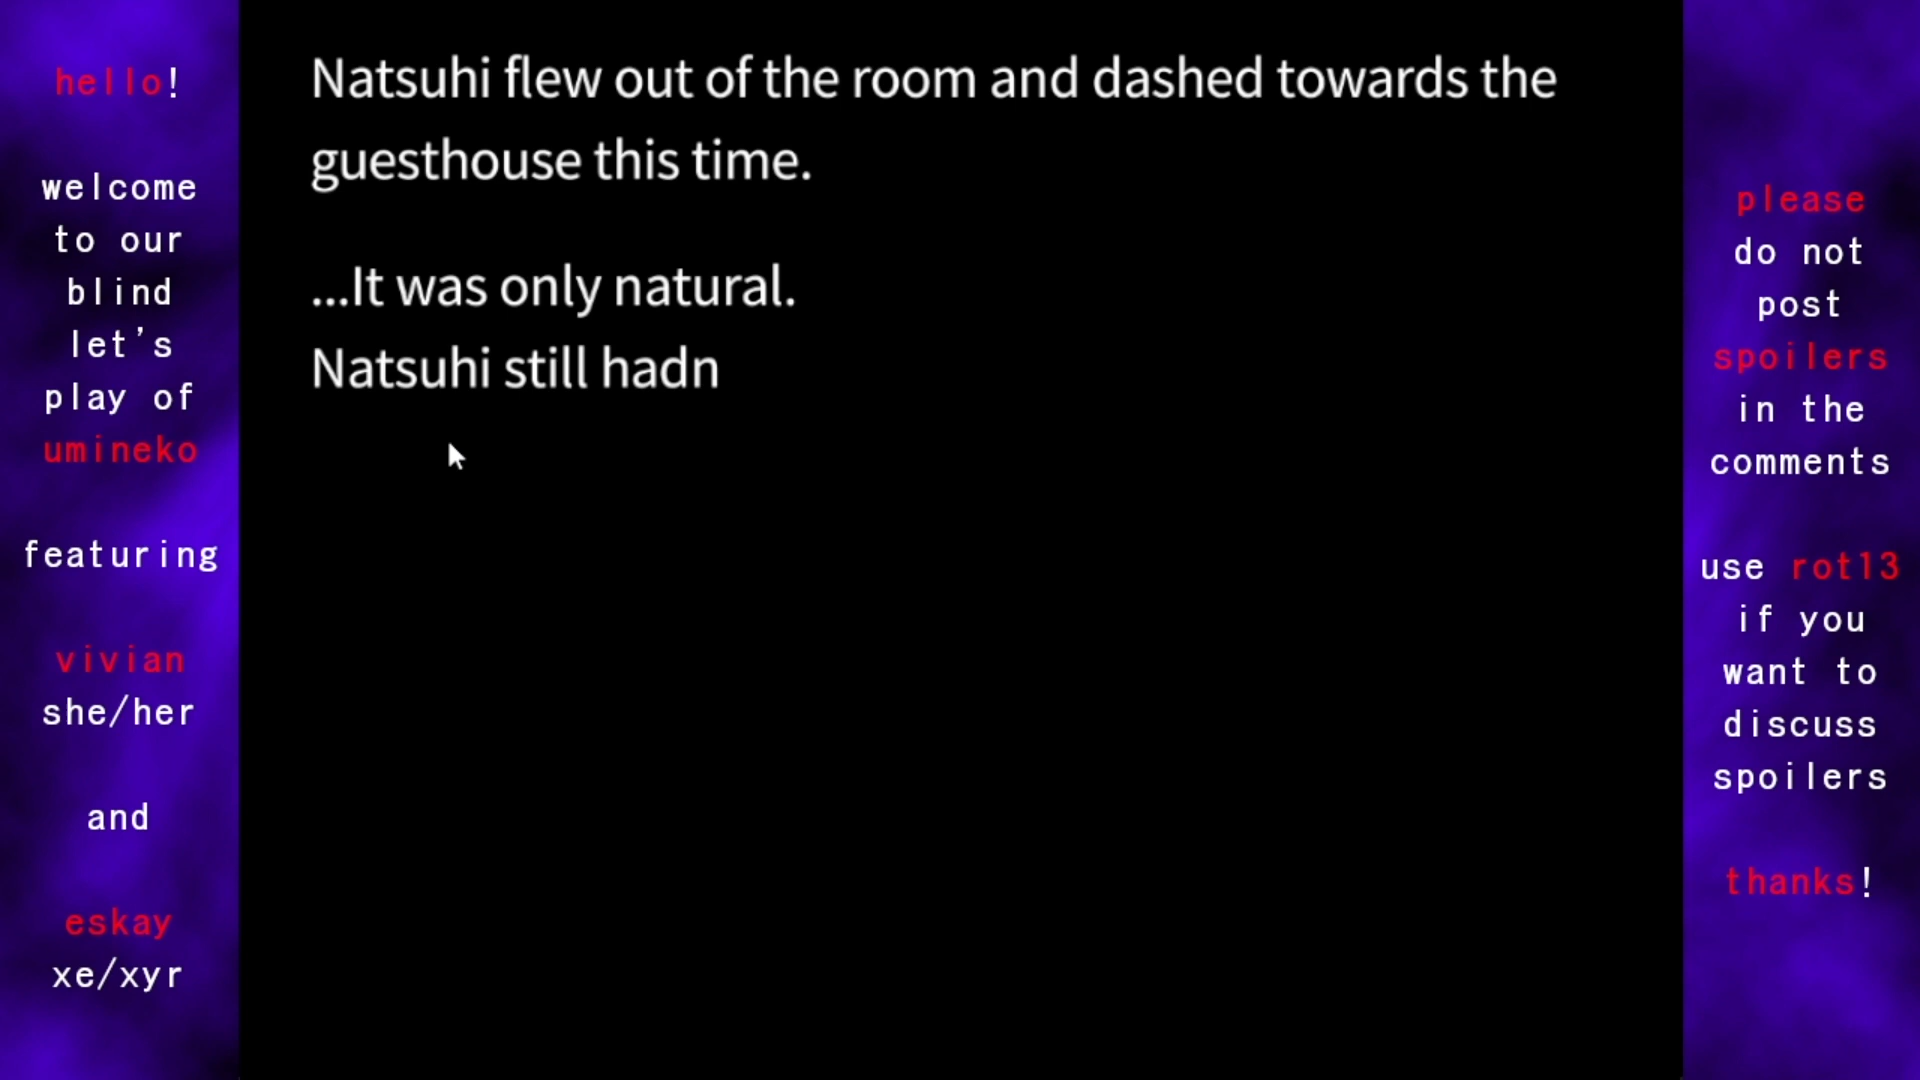 hello!
welcome
to our
blind
let's
play of
umineko
featuring
vivian
she/her
and
eskay
xe/xyr
Natsuhi flew out of the room and dashed towards the
guesthouse this time.
...It was only natural.
Natsuhi still hadn
please
do not
post
spoilers
in the
comments
use rot13
if you
want to
discuss
spoilers
thanks!